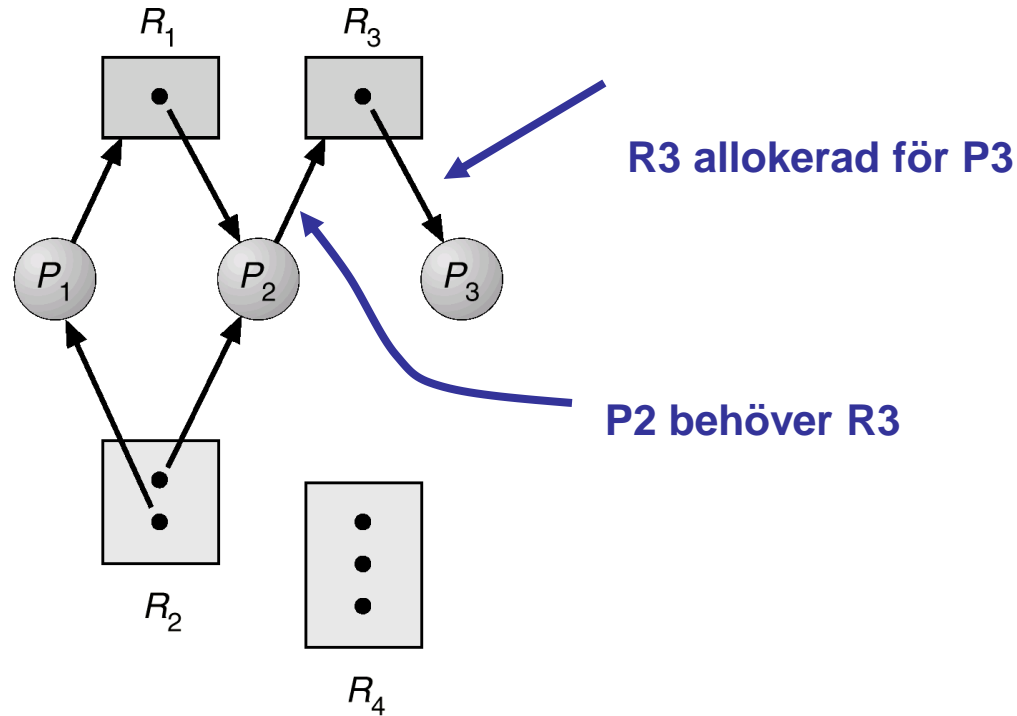 R1
R3
R3 allokerad för P3
P1
P2
P3
P2 behöver R3
R2
R4